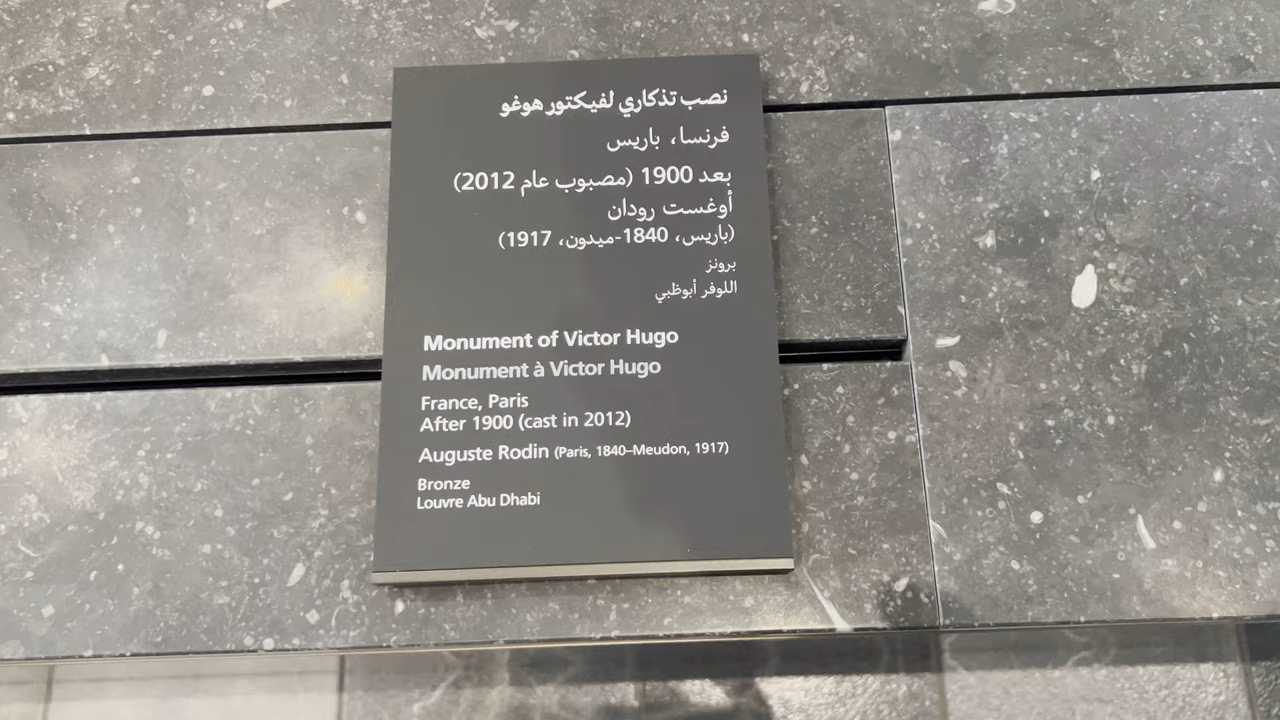 نصب تذكاري لفيكتور هوغو
فرنسا، باريس
بعد 1900 (مصبوب عام 2012)
أوغست رودان
(باريس، 1840-ميدون، 1917)
برونز
اللوفر أبوظبي
Monument of Victor Hugo
Monument à Victor Hugo
France, Paris
After 1900 (cast in 2012)
Auguste Rodin (Paris, 1840–Meudon, 1917)
Bronze
Louvre Abu Dhabi